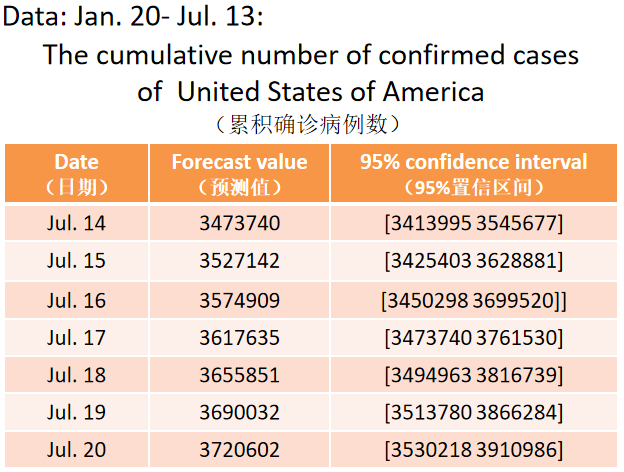 Data: Jan. 20- Jul. 13:
The cumulative number of confirmed cases
of United States of America
（累积确诊病例数）
Date Forecast value 95% confidence interval
（日期） （预测值） （95%置信区间）
Jul. 14 3473740 [3413995 3545677]
Jul. 15 3527142 [3425403 3628881]
Jul. 16 3574909 [3450298 3699520]]
Jul. 17 3617635 [3473740 3761530]
Jul. 18 3655851 [3494963 3816739]
Jul. 19 3690032 [3513780 3866284]
Jul. 20 3720602 [3530218 3910986]